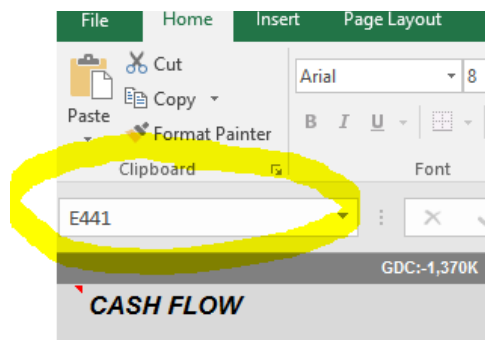 File Home Insert Page Layout
Cut
Arial 8
Copy
Paste
B I U
Format Painter
Clipboard Font
E441
GDC:-1,370K
CASH FLOW